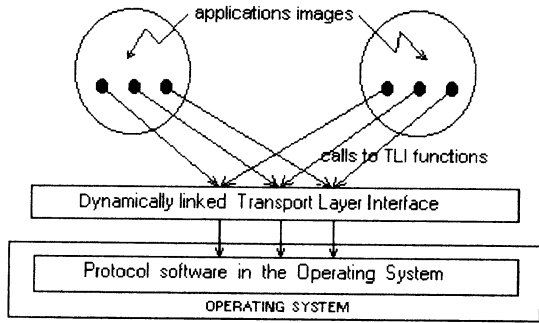 applications images
calls to TLI functions
Dynamically linked Transport Layer Interface
Protocol software in the Operating System
OPERATING SYSTEM